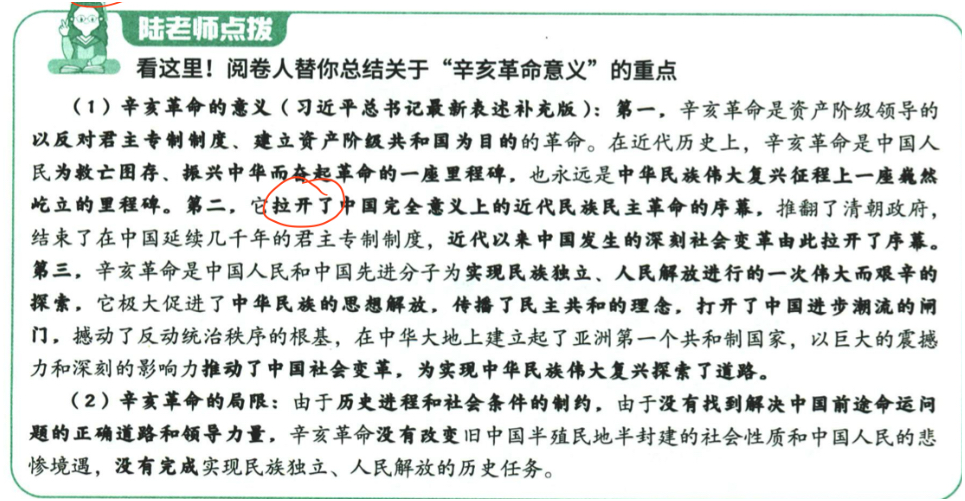 陆老师点拨
看这里！阅卷人替你总结关于“辛亥革命意义”的重点
（1）辛亥革命的意义（习近平总书记最新表述补充版）：第一，辛亥革命是资产阶级领导的
以反对君主专制制度、建立资产阶级共和国为目的的革命。在近代历史上，辛亥革命是中国人
民为救亡图存、振兴中华而奋起革命的一座里程碑，也永远是中华民族伟大复兴征程上一座巍然
屹立的里程碑。第二，它拉开了中国完全意义上的近代民族民主革命的序幕，推翻了清朝政府，
结束了在中国延续几千年的君主专制制度，近代以来中国发生的深刻社会变革由此拉开了序幕。
第三，辛亥革命是中国人民和中国先进分子为实现民族独立、人民解放进行的一次伟大而艰辛的
探索，它极大促进了中华民族的思想解放，传播了民主共和的理念，打开了中国进步潮流的闸
门，撼动了反动统治秩序的根基，在中华大地上建立起了亚洲第一个共和制国家，以巨大的震撼
力和深刻的影响力推动了中国社会变革，为实现中华民族伟大复兴探索了道路。
（2）辛亥革命的局限：由于历史进程和社会条件的制约，由于没有找到解决中国前途命运问
题的正确道路和领导力量，辛亥革命没有改变旧中国半殖民地半封建的社会性质和中国人民的悲
惨境遇，没有完成实现民族独立、人民解放的历史任务。